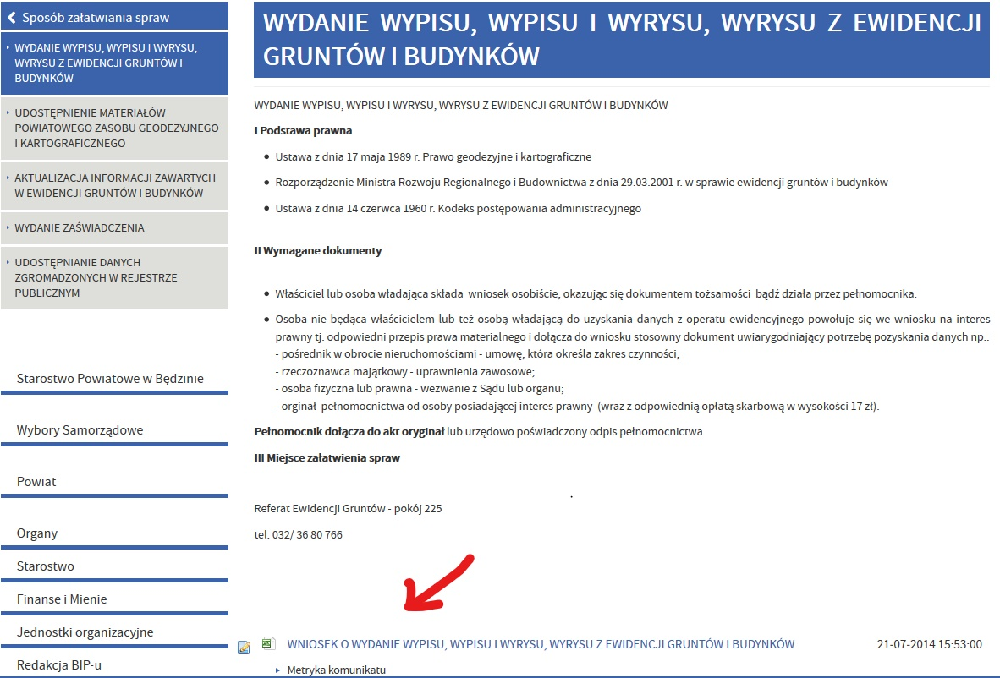 Sposób załatwiania spraw
WYDANIE WYPISU, WYPISU I WYRYSU,
WYRYSU Z EWIDENCJI GRUNTÓW I
BUDYNKÓW
UDOSTĘPNIENIE MATERIAŁÓW
POWIATOWEGO ZASOBU GEODEZYJNEGO
I KARTOGRAFICZNEGO
AKTUALIZACJA INFORMACJI ZAWARTYCH
W EWIDENCJI GRUNTÓW I BUDYNKÓW
WYDANIE ZAŚWIADCZENIA
UDOSTĘPNIANIE DANYCH
ZGROMADZONYCH W REJESTRZE
PUBLICZNYM
Starostwo Powiatowe w Będzinie
Wybory Samorządowe
Powiat
Organy
Starostwo
Finanse i Mienie
Jednostki organizacyjne
Redakcja BIP-u
WYDANIE WYPISU, WYPISU I WYRYSU, WYRYSU Z EWIDENCJI
GRUNTÓW I BUDYNKÓW
WYDANIE WYPISU, WYPISU I WYRYSU, WYRYSU Z EWIDENCJI GRUNTÓW I BUDYNKÓW
I Podstawa prawna
• Ustawa z dnia 17 maja 1989 r. Prawo geodezyjne i kartograficzne
• Rozporządzenie Ministra Rozwoju Regionalnego i Budownictwa z dnia 29.03.2001 r. w sprawie ewidencji gruntów i budynków
• Ustawa z dnia 14 czerwca 1960 r. Kodeks postępowania administracyjnego
II Wymagane dokumenty
• Właściciel lub osoba władająca składa wniosek osobiście, okazując się dokumentem tożsamości bądź działa przez pełnomocnika.
• Osoba nie będąca właścicielem lub też osobą władającą do uzyskania danych z operatu ewidencyjnego powołuje się we wniosku na interes
prawny tj. odpowiedni przepis prawa materialnego i dołącza do wniosku stosowny dokument uwiarygodniający potrzebę pozyskania danych np.:
- pośrednik w obrocie nieruchomościami - umowę, która określa zakres czynności;
- rzeczoznawca majątkowy - uprawnienia zawosowe;
- osoba fizyczna lub prawna - wezwanie z Sądu lub organu;
- orginał pełnomocnictwa od osoby posiadającej interes prawny (wraz z odpowiednią opłatą skarbową w wysokości 17 zł).
Pełnomocnik dołącza do akt oryginał lub urzędowo poświadczony odpis pełnomocnictwa
III Miejsce załatwienia spraw
.
Referat Ewidencji Gruntów - pokój 225
tel. 032/ 36 80 766
WNIOSEK O WYDANIE WYPISU, WYPISU I WYRYSU, WYRYSU Z EWIDENCJI GRUNTÓW I BUDYNKÓW 21-07-2014 15:53:00
Metryka komunikatu